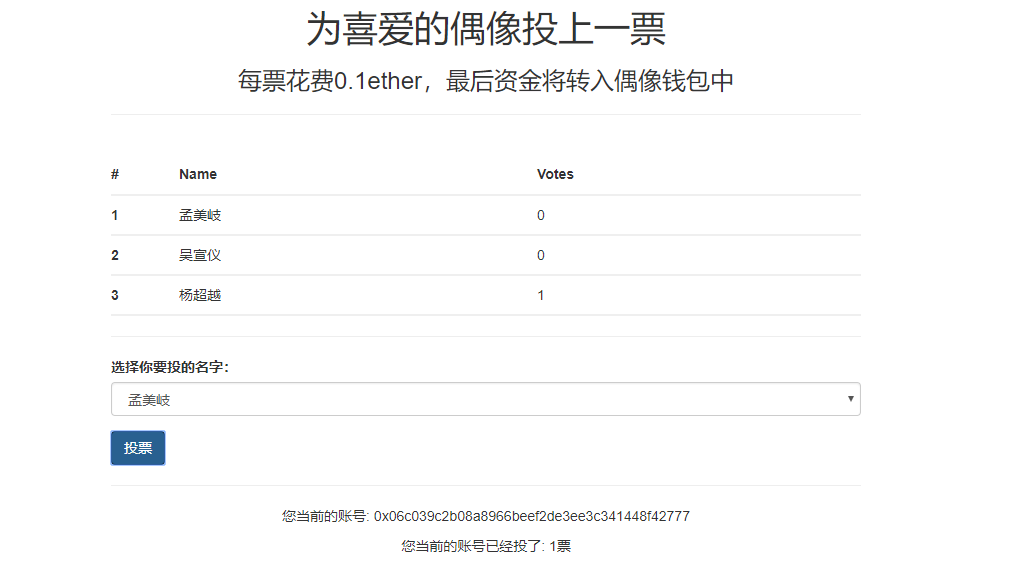 为喜爱的偶像投上一票
每票花费0.1ether，最后资金将转入偶像钱包中
# Name Votes
1 孟美岐 0
2 吴宣仪 0
3 杨超越 1
选择你要投的名字:
孟美岐
投票
您当前的账号: 0x06c039c2b08a8966beef2de3ee3c341448f42777
您当前的账号已经投了: 1票